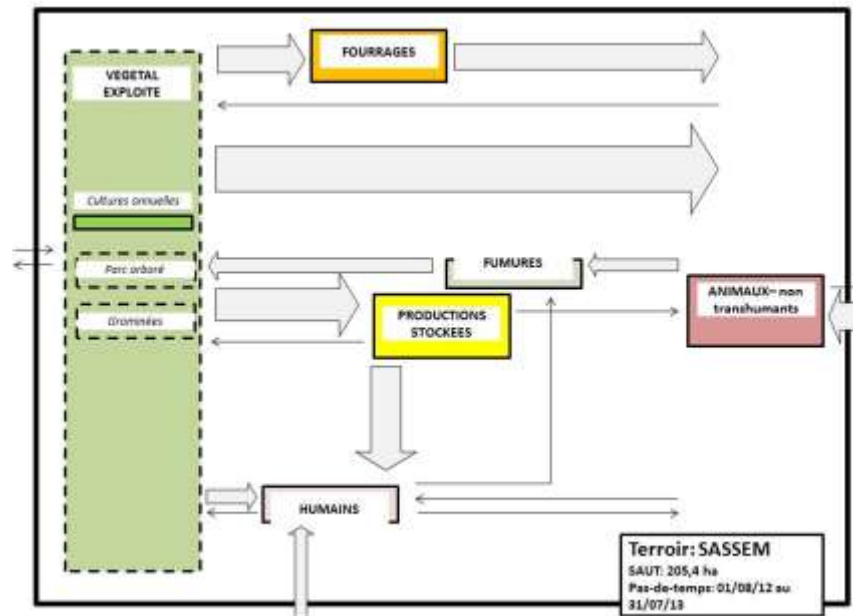 FOURRAGES
VEGETAL
EXPLOITE
Cultures annuelles
Parc arboré
FUMURES
ANIMAUX– non
transhumants
Graminées
PRODUCTIONS
STOCKEES
HUMAINS
Terroir: SASSEM
SAUT: 205,4 ha
Pas-de-temps: 01/08/12 au
31/07/13